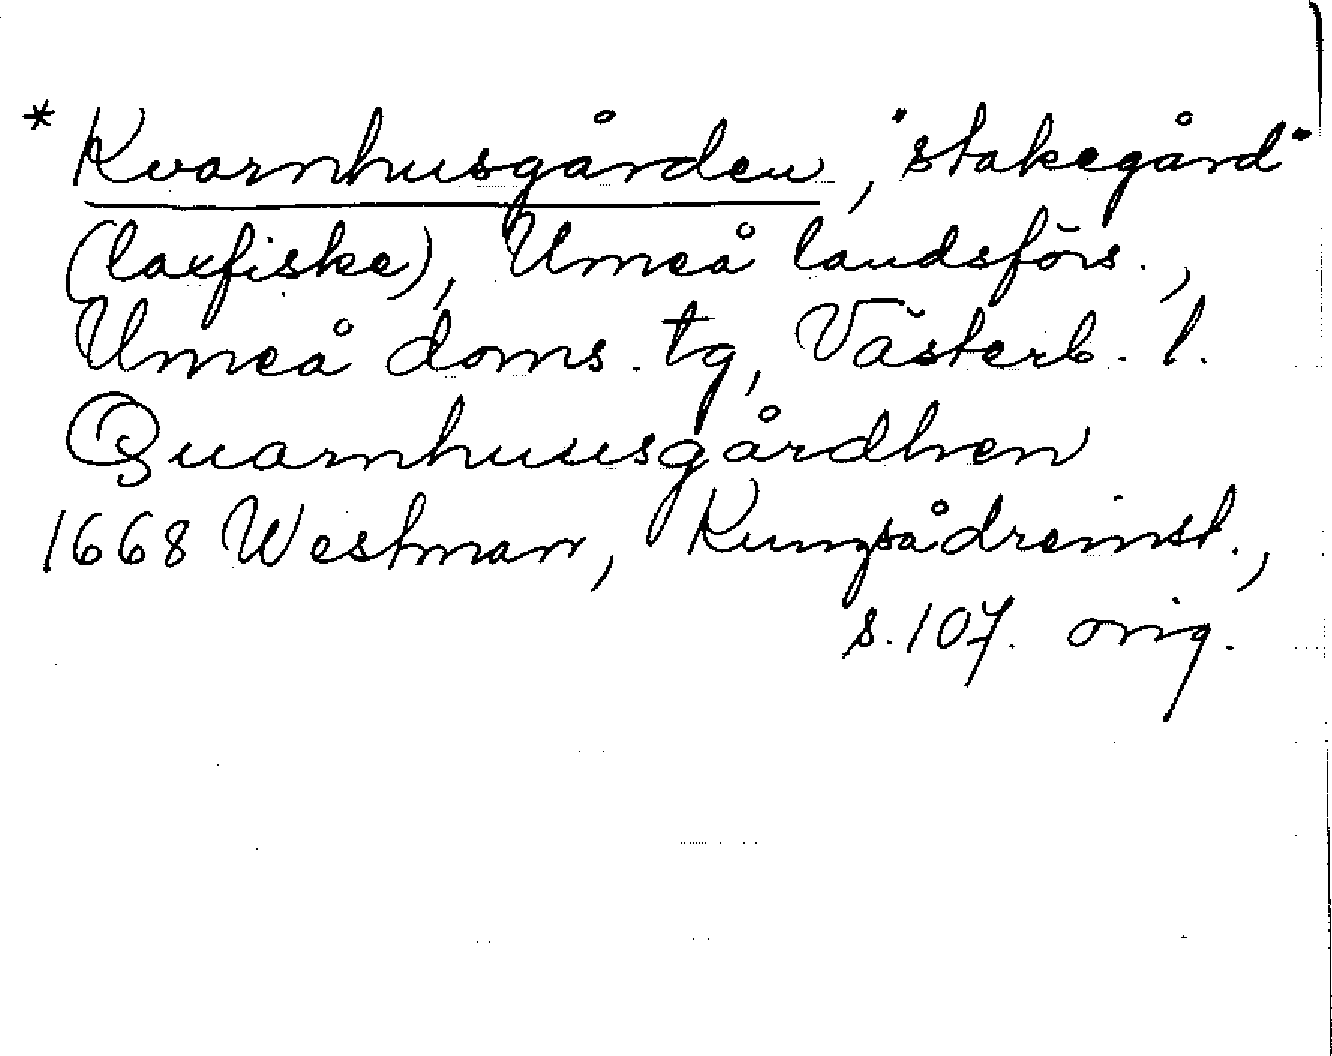 * Kvarnhusgården, "stakegård"
(laxfiske), Umeå landsförs.,
Umeå doms. tg, Västerb. l.
Quarnhuusgårdhen
1668 Westman, Kungsådreinst.,
s. 107. orig.